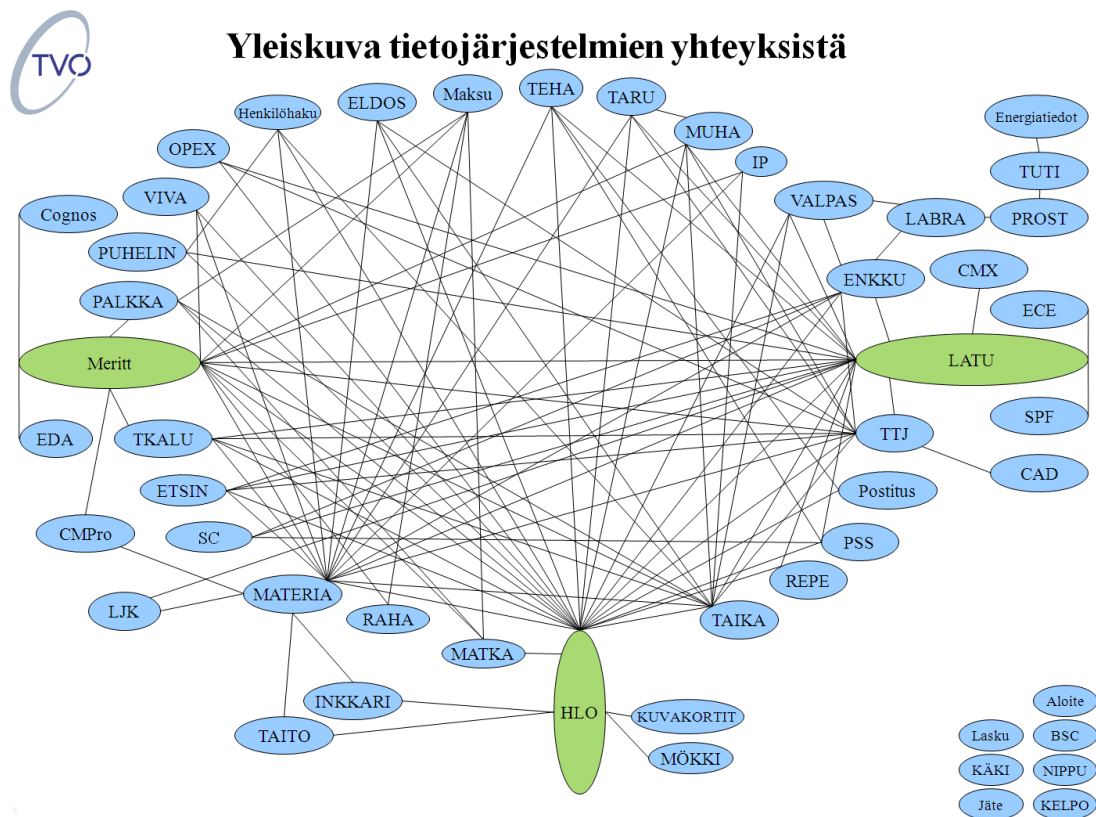 Yleiskuva tietojärjestelmien yhteyksistä
TVO
Henkilöhaku
ELDOS
Maksu
TEHA
TARU
MUHA
IP
OPEX
VIVA
Cognos
PUHELIN
PALKKA
Meritt
EDA
TKALU
ETSIN
SC
CMPro
LJK
MATERIA
RAHA
MATKA
INKKARI
TAITO
HLO
KUVAKORTIT
MÖKKI
TAIKA
REPE
PSS
Postitus
TTJ
CAD
SPF
LATU
ECE
CMX
ENKKU
VALPAS
LABRA
PROST
TUTI
Energiatiedot
Aloite
Lasku
BSC
KÄKI
NIPPU
Jäte
KELPO